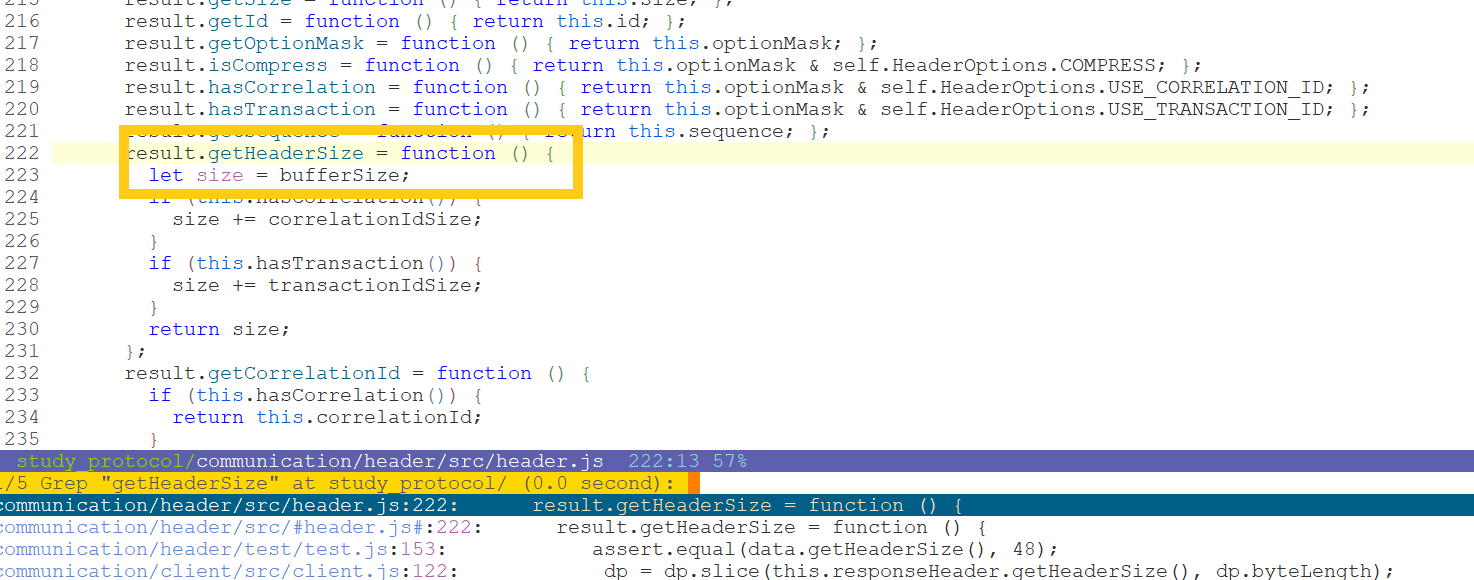 215 result.getSize = function () { return this.size; };
216 result.getId = function () { return this.id; };
217 result.getOptionMask = function () { return this.optionMask; };
218 result.isCompress = function () { return this.optionMask & self.HeaderOptions.COMPRESS; };
219 result.hasCorrelation = function () { return this.optionMask & self.HeaderOptions.USE_CORRELATION_ID; };
220 result.hasTransaction = function () { return this.optionMask & self.HeaderOptions.USE_TRANSACTION_ID; };
221 result.getSequence = function () { return this.sequence; };
222 result.getHeaderSize = function () {
223 let size = bufferSize;
224 if (this.hasCorrelation()) {
225 size += correlationIdSize;
226 }
227 if (this.hasTransaction()) {
228 size += transactionIdSize;
229 }
230 return size;
231 };
232 result.getCorrelationId = function () {
233 if (this.hasCorrelation()) {
234 return this.correlationId;
235 }
study_protocol/communication/header/src/header.js 222:13 57%
/5 Grep "getHeaderSize" at study_protocol/ (0.0 second):
communication/header/src/header.js:222: result.getHeaderSize = function () {
communication/header/src/#header.js#:222: result.getHeaderSize = function () {
communication/header/test/test.js:153: assert.equal(data.getHeaderSize(), 48);
communication/client/src/client.js:122: dp = dp.slice(this.responseHeader.getHeaderSize(), dp.byteLength);